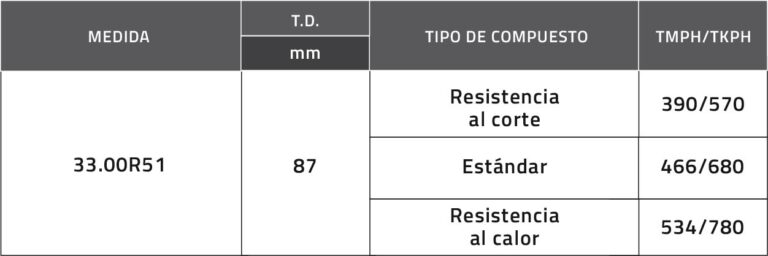 MEDIDA
T.D.
mm
TIPO DE COMPUESTO
TMPH/TKPH
33.00R51
87
Resistencia
al corte
390/570
Estándar
466/680
Resistencia
al calor
534/780